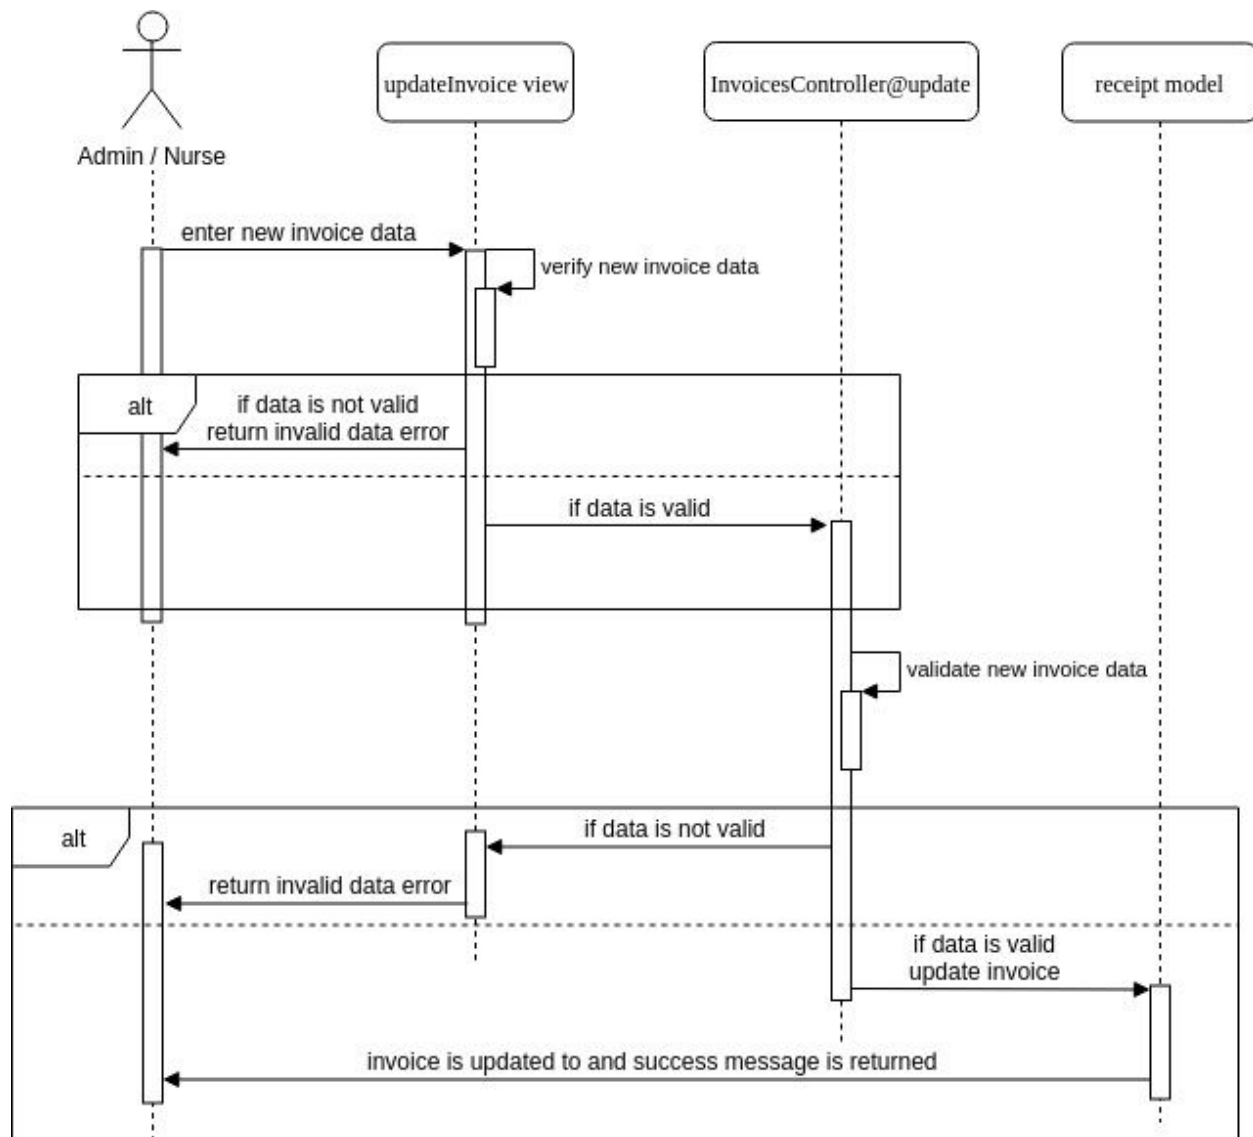 updateInvoice view
InvoicesController@update
receipt model
Admin / Nurse
enter new invoice data
verify new invoice data
alt
if data is not valid
return invalid data error
if data is valid
validate new invoice data
alt
if data is not valid
return invalid data error
if data is valid
update invoice
invoice is updated to and success message is returned